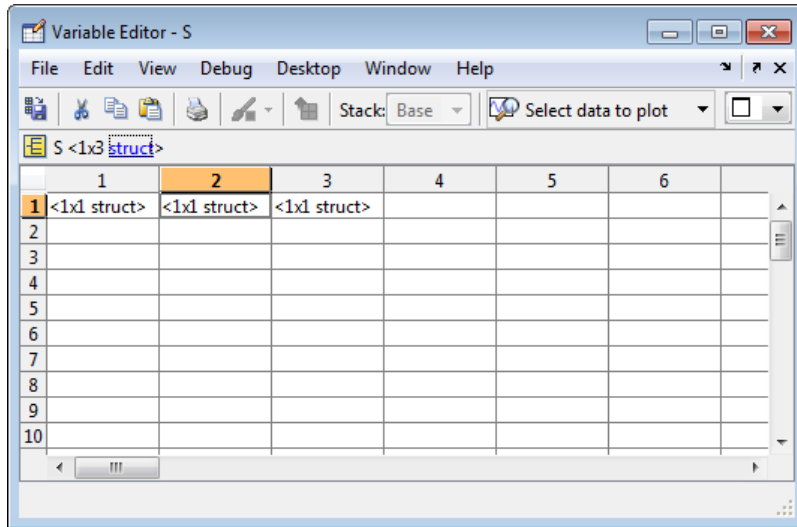 Variable Editor - S
File Edit View Debug Desktop Window Help
Stack: Base Select data to plot
S <1x3 struct>
1 2 3 4 5 6
1 <1x1 struct> <1x1 struct> <1x1 struct>
2
3
4
5
6
7
8
9
10